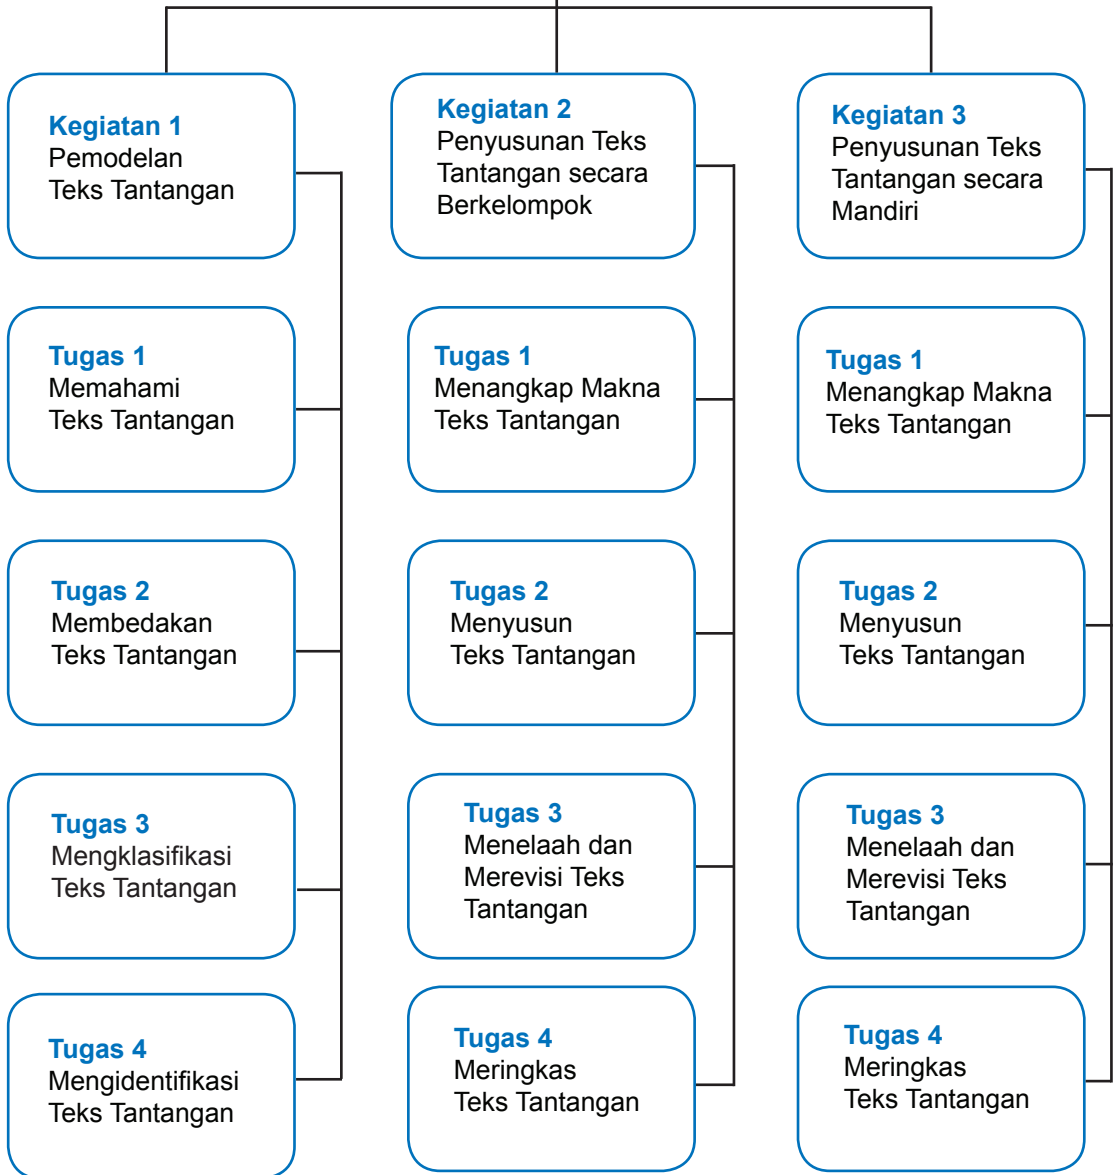 Kegiatan 1
Pemodelan
Teks Tantangan
Kegiatan 2
Penyusunan Teks
Tantangan secara
Berkelompok
Kegiatan 3
Penyusunan Teks
Tantangan secara
Mandiri
Tugas 1
Memahami
Teks Tantangan
Tugas 1
Menangkap Makna
Teks Tantangan
Tugas 1
Menangkap Makna
Teks Tantangan
Tugas 2
Membedakan
Teks Tantangan
Tugas 2
Menyusun
Teks Tantangan
Tugas 2
Menyusun
Teks Tantangan
Tugas 3
Mengklasifikasi
Teks Tantangan
Tugas 3
Menelaah dan
Merevisi Teks
Tantangan
Tugas 3
Menelaah dan
Merevisi Teks
Tantangan
Tugas 4
Mengidentifikasi
Teks Tantangan
Tugas 4
Meringkas
Teks Tantangan
Tugas 4
Meringkas
Teks Tantangan